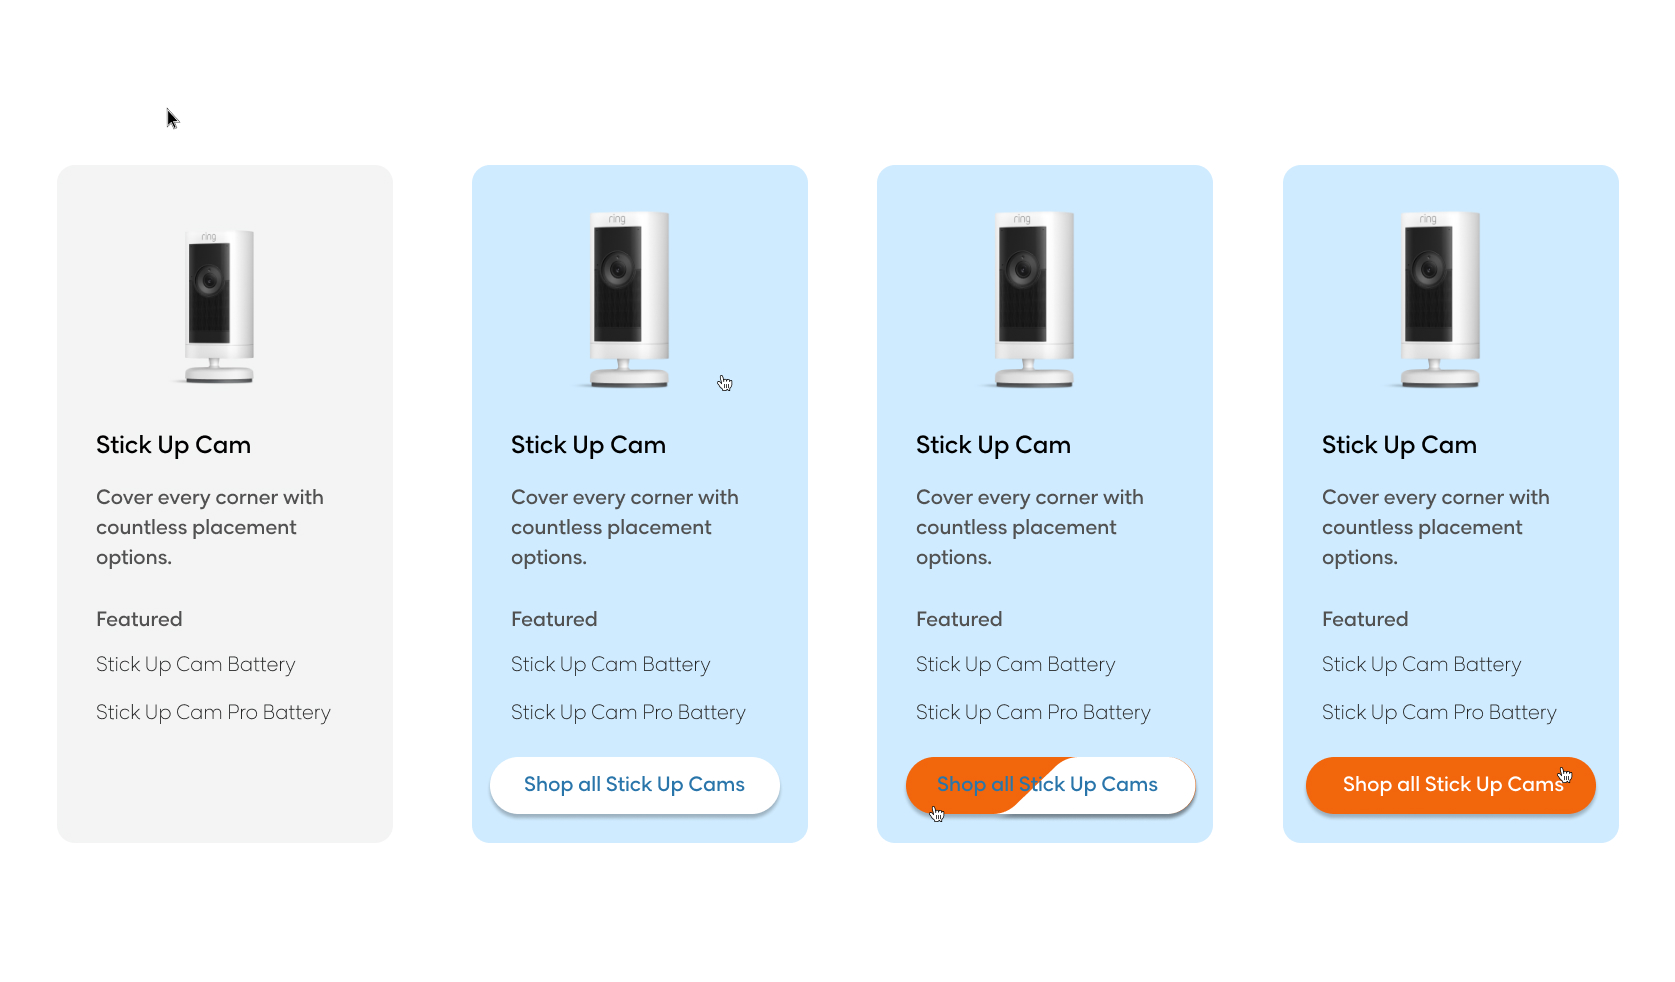 ring
Stick Up Cam
Cover every corner with
countless placement
options.
Featured
Stick Up Cam Battery
Stick Up Cam Pro Battery
ring
Stick Up Cam
Cover every corner with
countless placement
options.
Featured
Stick Up Cam Battery
Stick Up Cam Pro Battery
Shop all Stick Up Cams
ring
Stick Up Cam
Cover every corner with
countless placement
options.
Featured
Stick Up Cam Battery
Stick Up Cam Pro Battery
Shop all Stick Up Cams
ring
Stick Up Cam
Cover every corner with
countless placement
options.
Featured
Stick Up Cam Battery
Stick Up Cam Pro Battery
Shop all Stick Up Cams